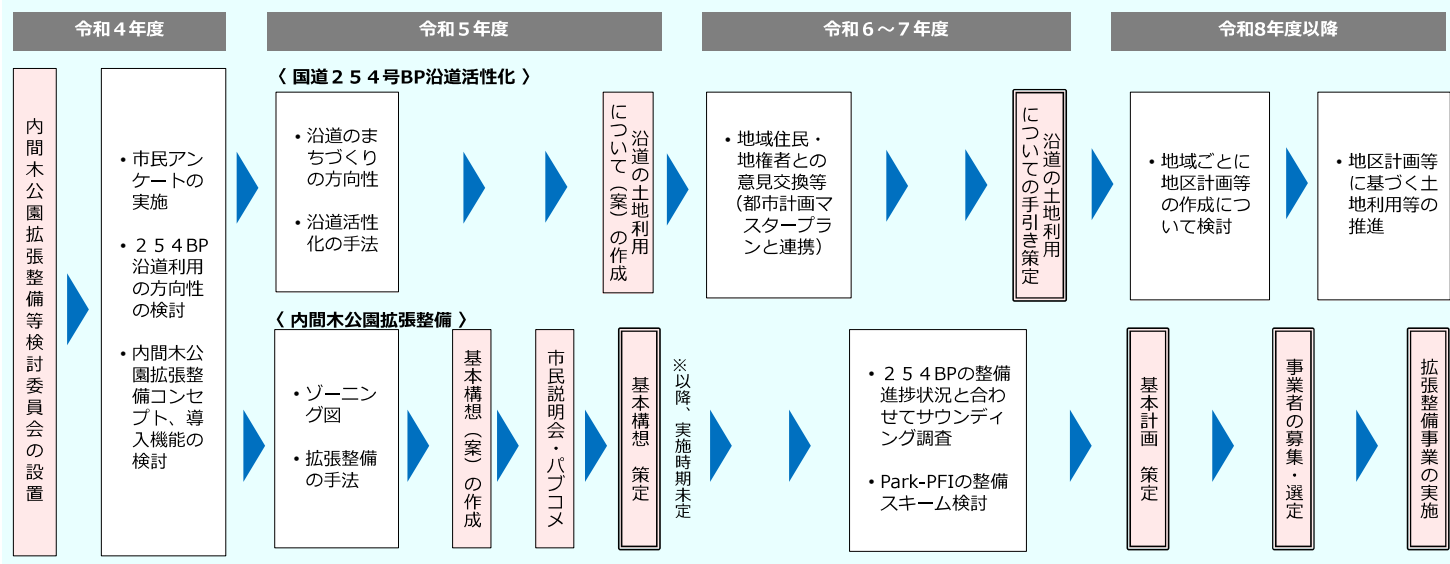 令和４年度
令和５年度
令和６～７年度
令和8年度以降
内間木公園拡張整備等検討委員会の設置
• 市民アン
ケートの
実施
• ２５４BP
沿道利用
の方向性
の検討
• 内間木公
園拡張整
備コンセ
プト、導
入機能の
検討
〈 国道２５４号BP沿道活性化 〉
• 沿道のま
ちづくり
の方向性
• 沿道活性
化の手法
沿道の土地利用
について（案）の作成
• 地域住民・
地権者との
意見交換等
（都市計画マ
スタープラ
ンと連携）
沿道の土地利用
についての手引き策定
• 地域ごとに
地区計画等
の作成につ
いて検討
• 地区計画等
に基づく土
地利用等の
推進
〈 内間木公園拡張整備 〉
• ゾーニン
グ図
• 拡張整備
の手法
基本構想（案）の作成
市民説明会・パブコメ
基本構想 策定
※以降、実施時期未定
• ２５４BPの整備
進捗状況と合わ
せてサウンディ
ング調査
• Park-PFIの整備
スキーム検討
基本計画 策定
事業者の募集・選定
拡張整備事業の実施